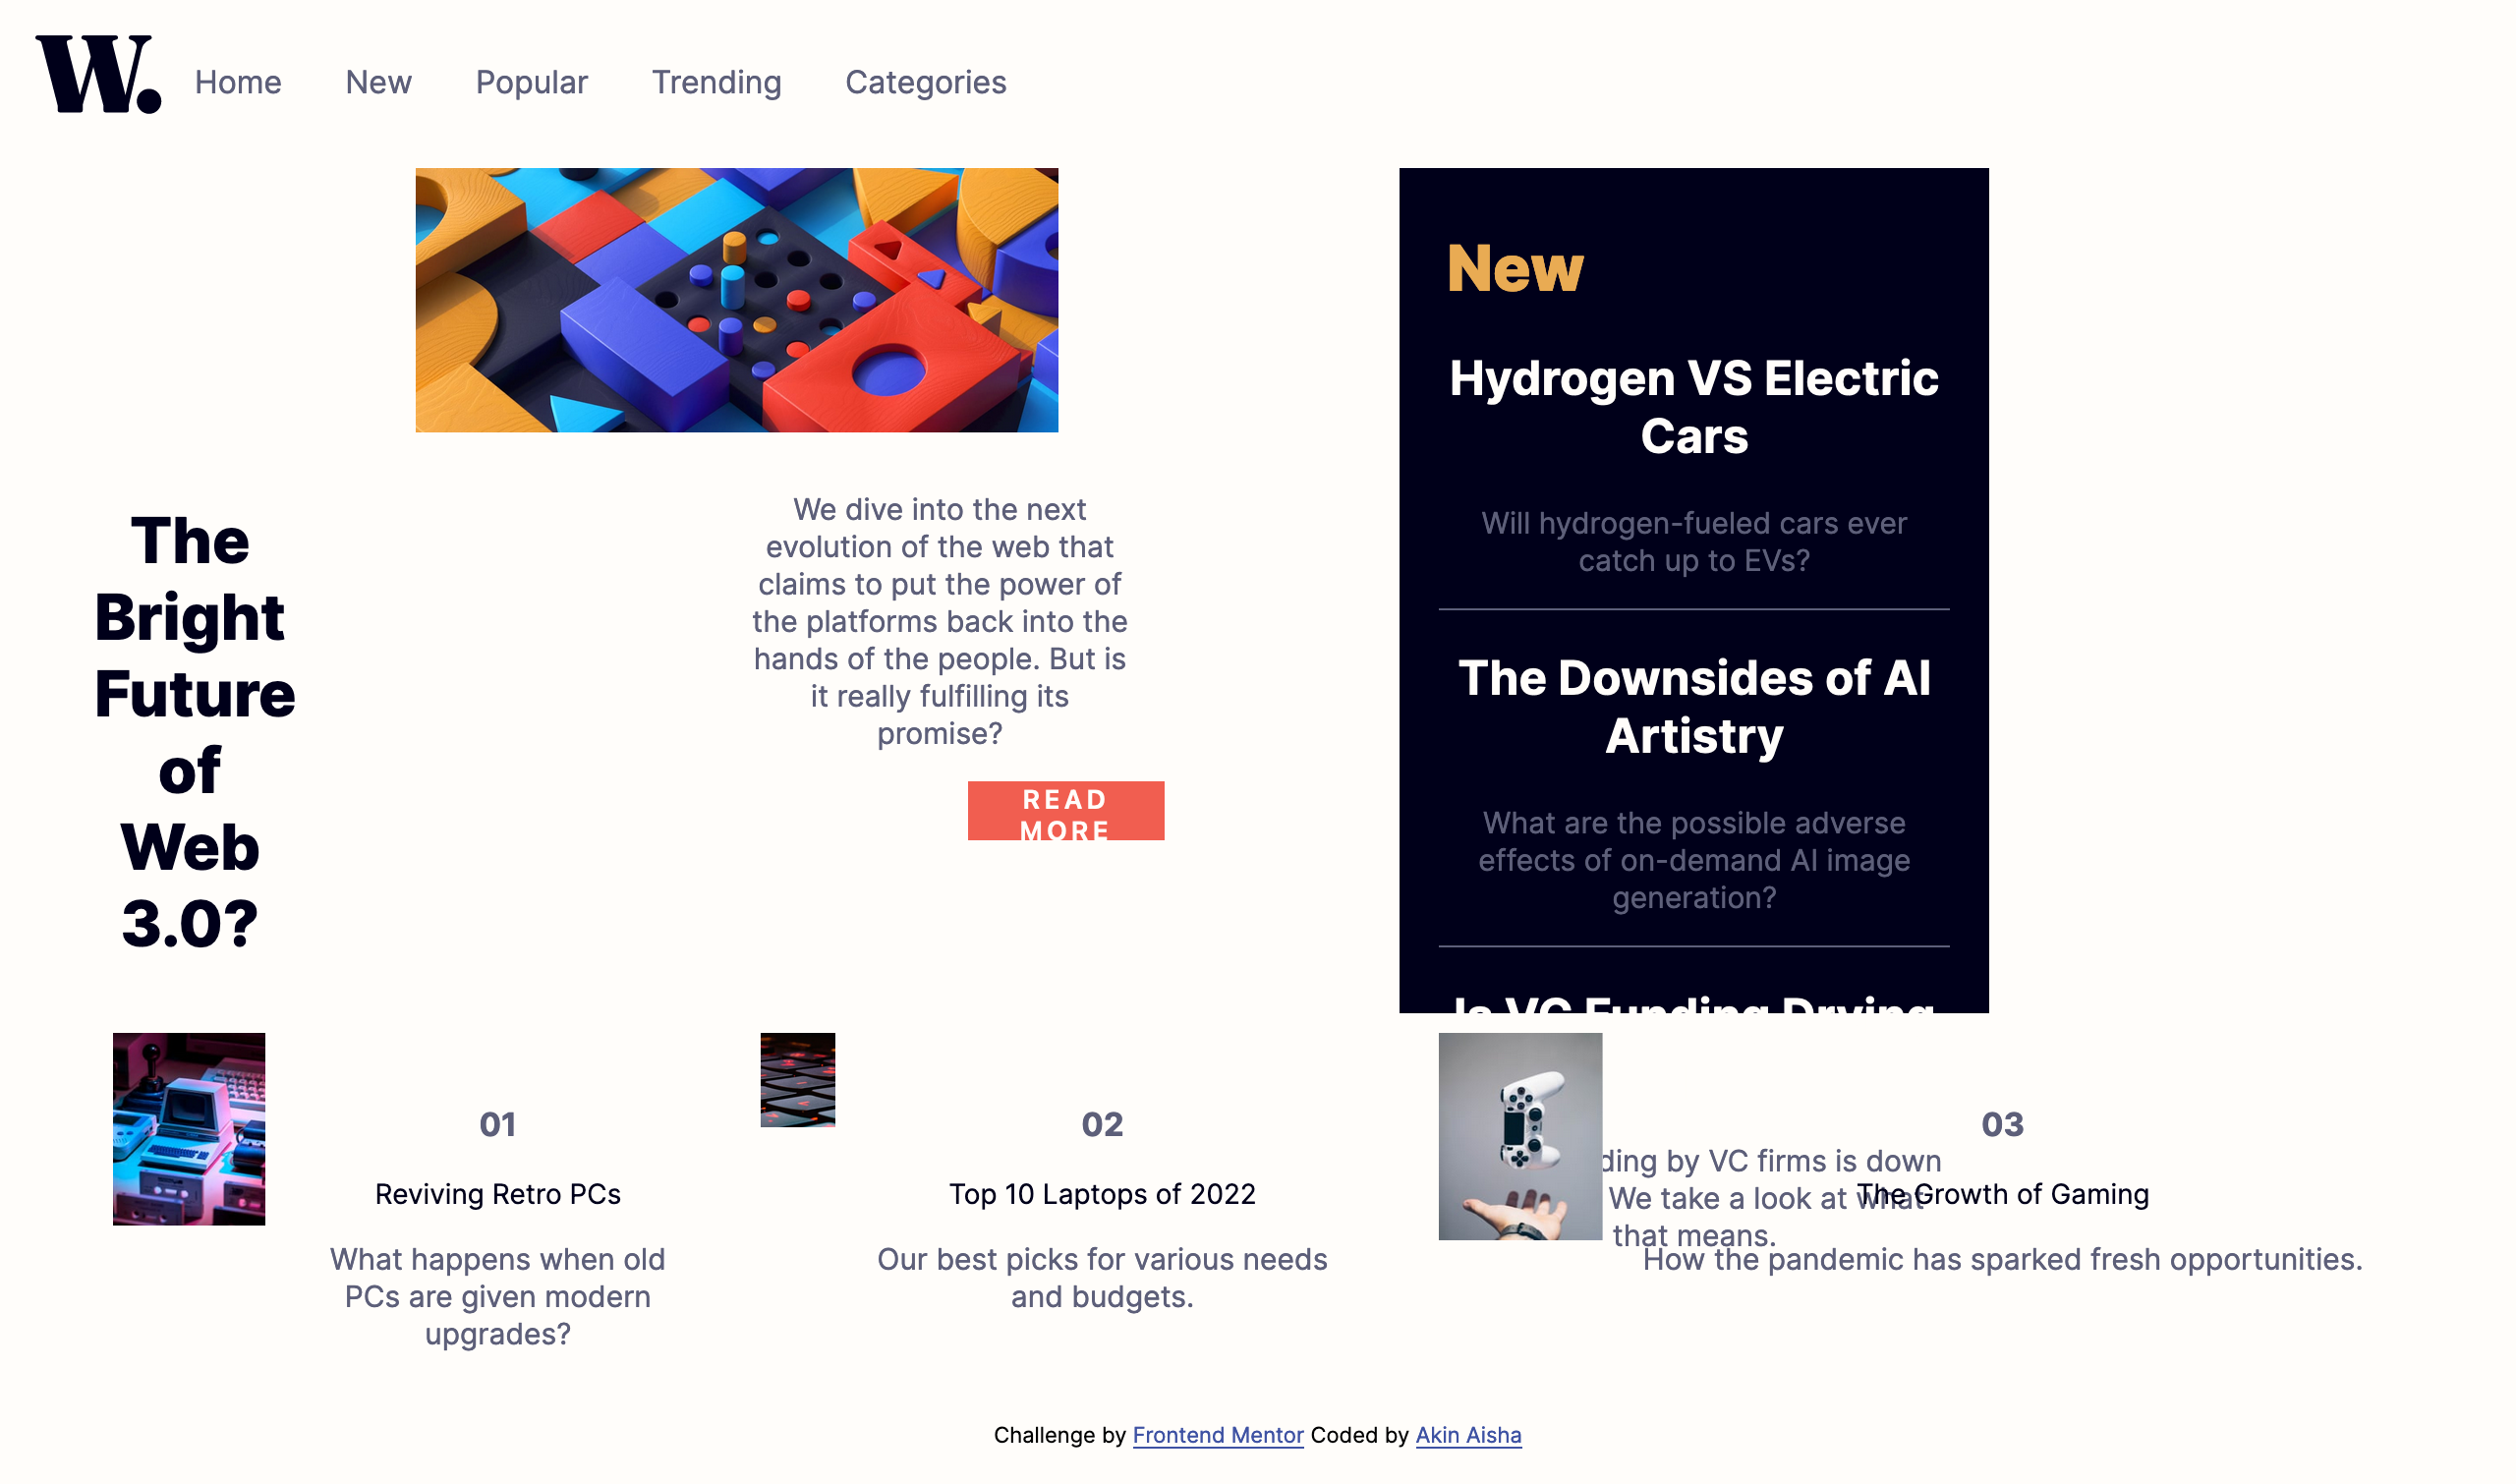 W.
Home New Popular Trending Categories
The
Bright
Future
of
Web
3.0?
We dive into the next
evolution of the web that
claims to put the power of
the platforms back into the
hands of the people. But is
it really fulfilling its
promise?
READ
MORE
New
Hydrogen VS Electric
Cars
Will hydrogen-fueled cars ever
catch up to EVs?
The Downsides of AI
Artistry
What are the possible adverse
effects of on-demand AI image
generation?
Is VC Funding Drying
by VC firms is down
We take a look at what
that means.
01
Reviving Retro PCs
What happens when old
PCs are given modern
upgrades?
02
Top 10 Laptops of 2022
Our best picks for various needs
and budgets.
03
The Growth of Gaming
How the pandemic has sparked fresh opportunities.
Challenge by Frontend Mentor Coded by Akin Aisha